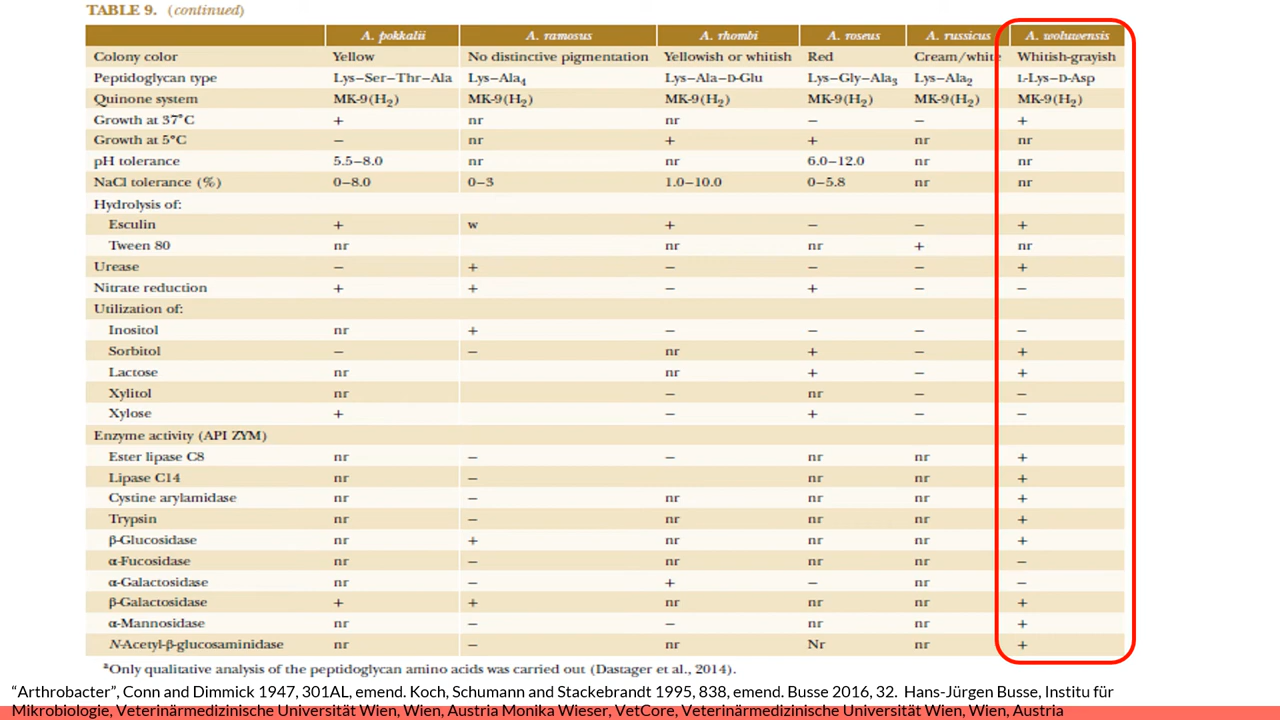 TABLE 9. (continued)
A. pokkalii A. ramosus A. rhombi A. roseus A. russicus A. woluwensis
Colony color Yellow No distinctive pigmentation Yellowish or whitish Red Cream/white Whitish-grayish
Peptidoglycan type Lys–Ser–Thr–Ala Lys–Ala₄ Lys–Ala–D-Glu Lys–Gly–Ala₃ Lys–Ala₂ L-Lys–D-Asp
Quinone system MK-9(H₂) MK-9(H₂) MK-9(H₂) MK-9(H₂) MK-9(H₂) MK-9(H₂)
Growth at 37°C + nr nr − − +
Growth at 5°C − nr + + nr nr
pH tolerance 5.5–8.0 nr nr 6.0–12.0 nr nr
NaCl tolerance (%) 0–8.0 0–3 1.0–10.0 0–5.8 nr nr
Hydrolysis of:
Esculin + w + − − +
Tween 80 nr nr nr + nr
Urease − + − − − +
Nitrate reduction + + − + − −
Utilization of:
Inositol nr + − − − −
Sorbitol − − nr + − +
Lactose nr nr + − +
Xylitol nr − nr − −
Xylose + − + − −
Enzyme activity (API ZYM)
Ester lipase C8 nr − − nr nr +
Lipase C14 nr − nr nr +
Cystine arylamidase nr − nr nr nr +
Trypsin nr − nr nr nr +
β-Glucosidase nr + nr nr nr +
α-Fucosidase nr − nr nr nr −
α-Galactosidase nr − + − nr −
β-Galactosidase + + nr nr nr +
α-Mannosidase nr − − nr nr +
N-Acetyl-β-glucosaminidase nr − nr Nr nr +
ᵃOnly qualitative analysis of the peptidoglycan amino acids was carried out (Dastager et al., 2014).
“Arthrobacter”, Conn and Dimmick 1947, 301AL, emend. Koch, Schumann and Stackebrandt 1995, 838, emend. Busse 2016, 32. Hans-Jürgen Busse, Institu für
Mikrobiologie, Veterinärmedizinische Universität Wien, Wien, Austria Monika Wieser, VetCore, Veterinärmedizinische Universität Wien, Wien, Austria